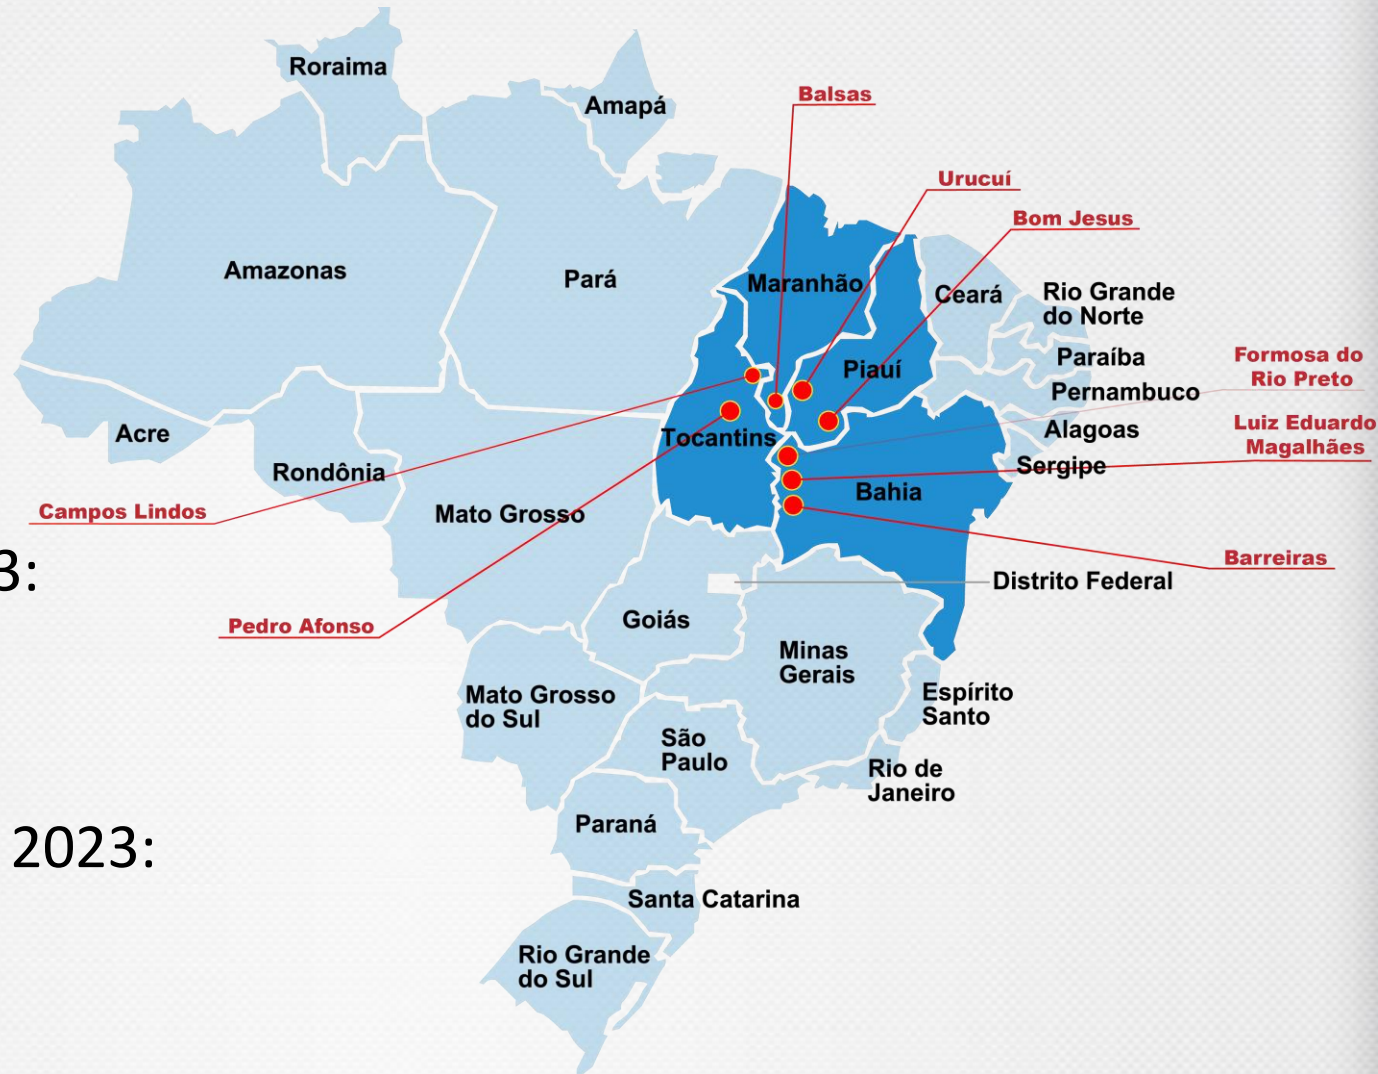 Roraima
Amapá
Balsas
Urucuí
Bom Jesus
Amazonas
Pará
Maranhão
Ceará
Rio Grande
do Norte
Paraíba
Formosa do
Rio Preto
Piauí
Pernambuco
Luiz Eduardo
Magalhães
Acre
Tocantins
Alagoas
Rondônia
Sergipe
Bahia
Campos Lindos
Mato Grosso
3:
Barreiras
Distrito Federal
Pedro Afonso
Goiás
Minas
Gerais
Mato Grosso
do Sul
Espírito
Santo
São
Paulo
Rio de
Janeiro
Paraná
2023:
Santa Catarina
Rio Grande
do Sul